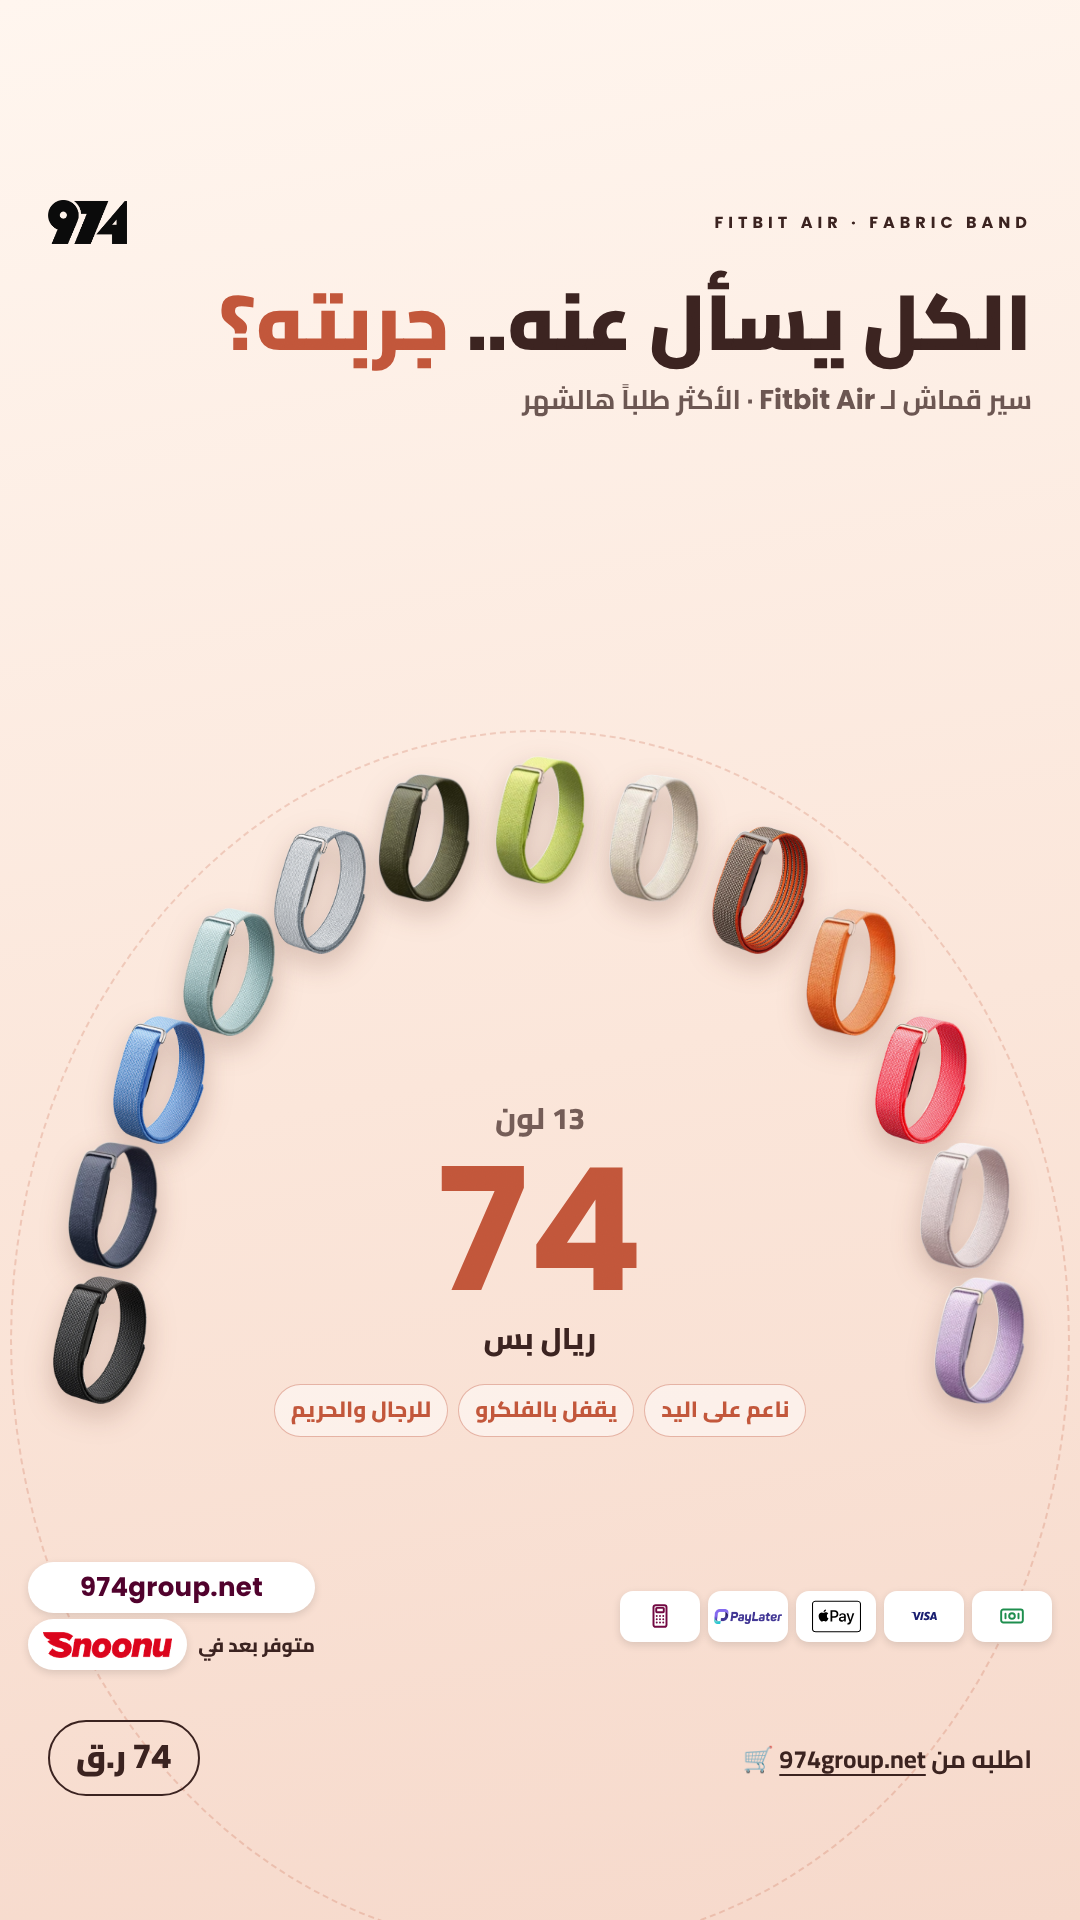 974
FITBIT AIR · FABRIC BAND
الكل يسأل عنه.. جربته؟
سير قماش لـ Fitbit Air · الأكثر طلباً هالشهر
13 لون
74
ريال بس
ناعم على اليد
يقفل بالفلكرو
للرجال والحريم
974group.net
متوفر بعد في Snoonu
VISA
Pay
PayLater
اطلبه من 974group.net 🛒
74 ر.ق